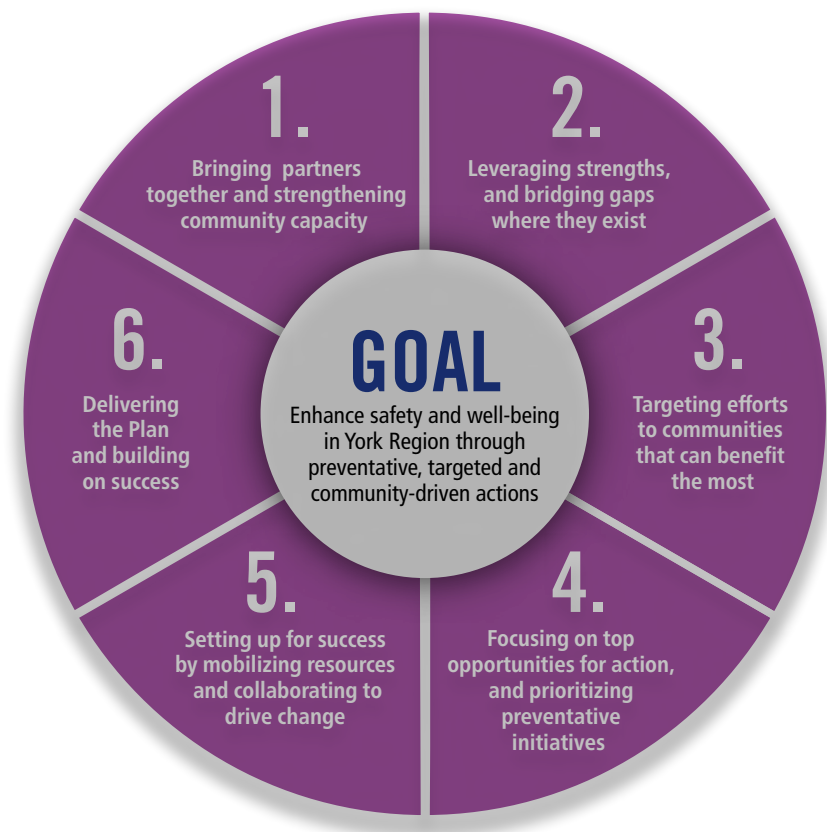 1.
Bringing partners
together and strengthening
community capacity
2.
Leveraging strengths,
and bridging gaps
where they exist
3.
Targeting efforts
to communities
that can benefit
the most
4.
Focusing on top
opportunities for action,
and prioritizing
preventative
initiatives
5.
Setting up for success
by mobilizing resources
and collaborating to
drive change
6.
Delivering
the Plan
and building
on success
GOAL
Enhance safety and well-being
in York Region through
preventative, targeted and
community-driven actions